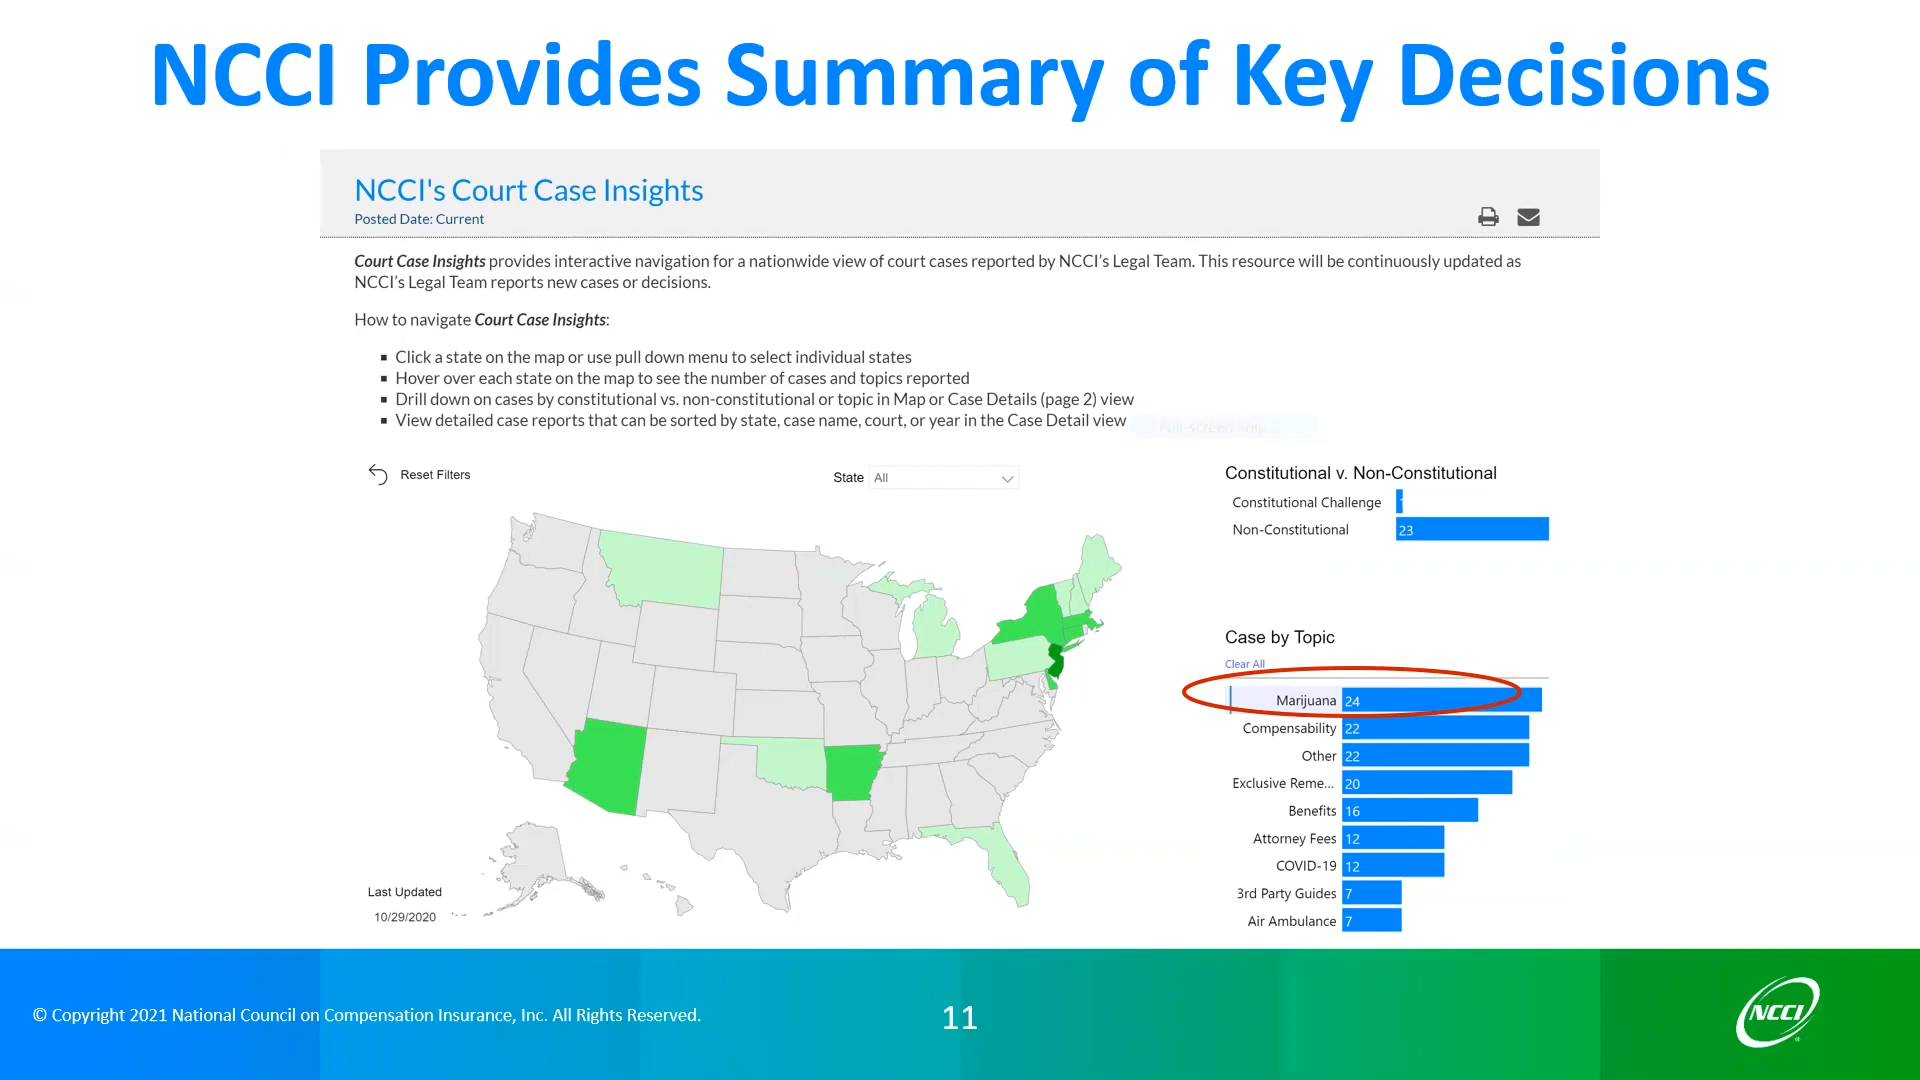 NCCI Provides Summary of Key Decisions
NCCI's Court Case Insights
Posted Date: Current
Court Case Insights provides interactive navigation for a nationwide view of court cases reported by NCCI's Legal Team. This resource will be continuously updated as
NCCI's Legal Team reports new cases or decisions.
How to navigate Court Case Insights:
▪ Click a state on the map or use pull down menu to select individual states
▪ Hover over each state on the map to see the number of cases and topics reported
▪ Drill down on cases by constitutional vs. non-constitutional or topic in Map or Case Details (page 2) view
▪ View detailed case reports that can be sorted by state, case name, court, or year in the Case Detail view
Full-screen Snip
Reset Filters
State All
Constitutional v. Non-Constitutional
Constitutional Challenge
Non-Constitutional 23
Case by Topic
Clear All
Marijuana 24
Compensability 22
Other 22
Exclusive Reme... 20
Benefits 16
Attorney Fees 12
COVID-19 12
3rd Party Guides 7
Air Ambulance 7
Last Updated
10/29/2020
© Copyright 2021 National Council on Compensation Insurance, Inc. All Rights Reserved.
11
NCCI